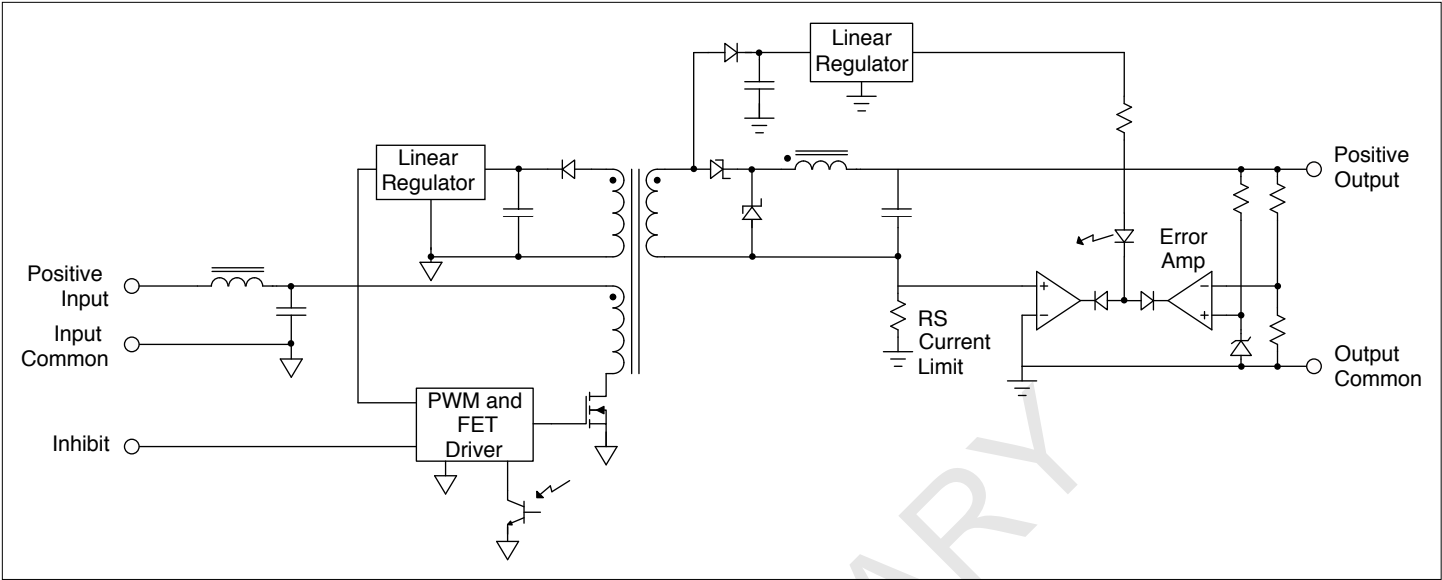 Linear
Regulator
Linear
Regulator
Positive
Output
Error
Amp
Positive
Input
Input
Common
RS
Current
Limit
Output
Common
PWM and
FET
Driver
Inhibit
+
−
−
+
ARY